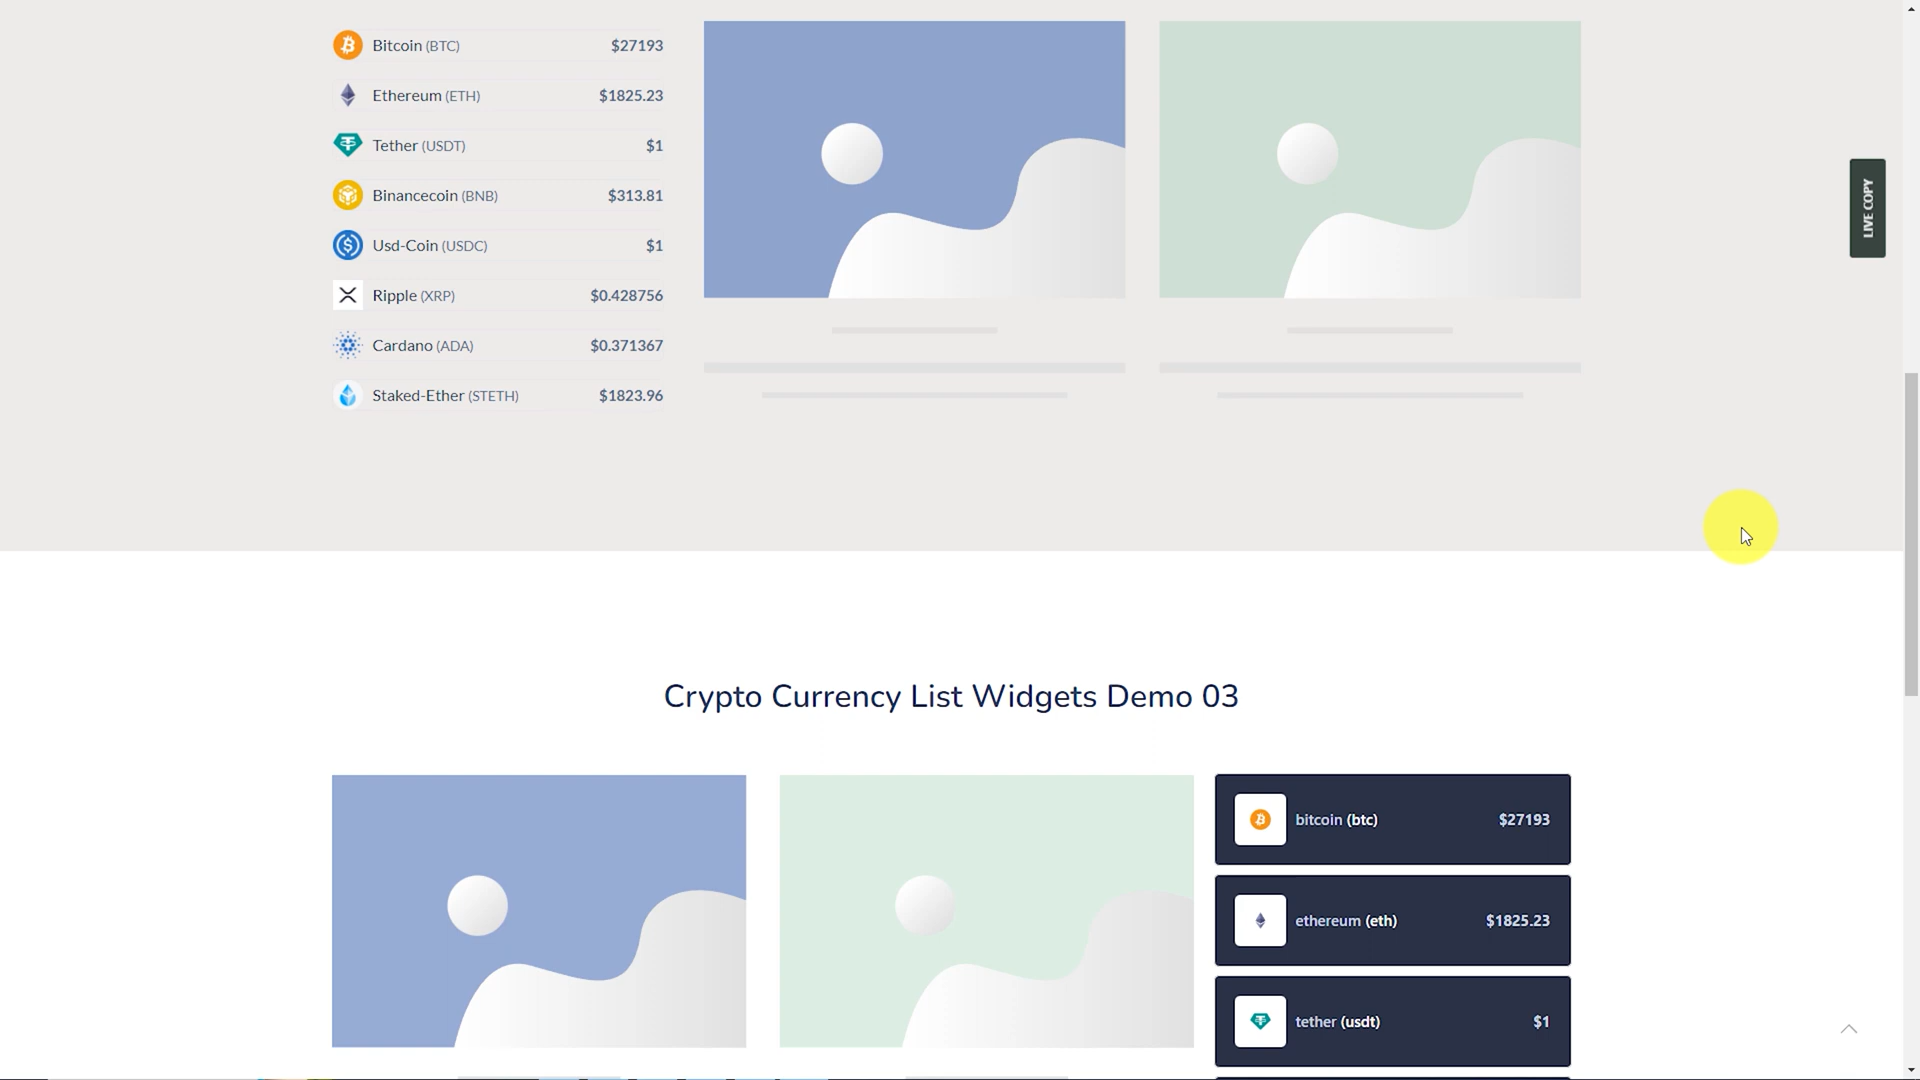 Bitcoin (BTC) $27193
Ethereum (ETH) $1825.23
Tether (USDT) $1
Binancecoin (BNB) $313.81
Usd-Coin (USDC) $1
Ripple (XRP) $0.428756
Cardano (ADA) $0.371367
Staked-Ether (STETH) $1823.96
LIVE COPY
Crypto Currency List Widgets Demo 03
bitcoin (btc) $27193
ethereum (eth) $1825.23
tether (usdt) $1